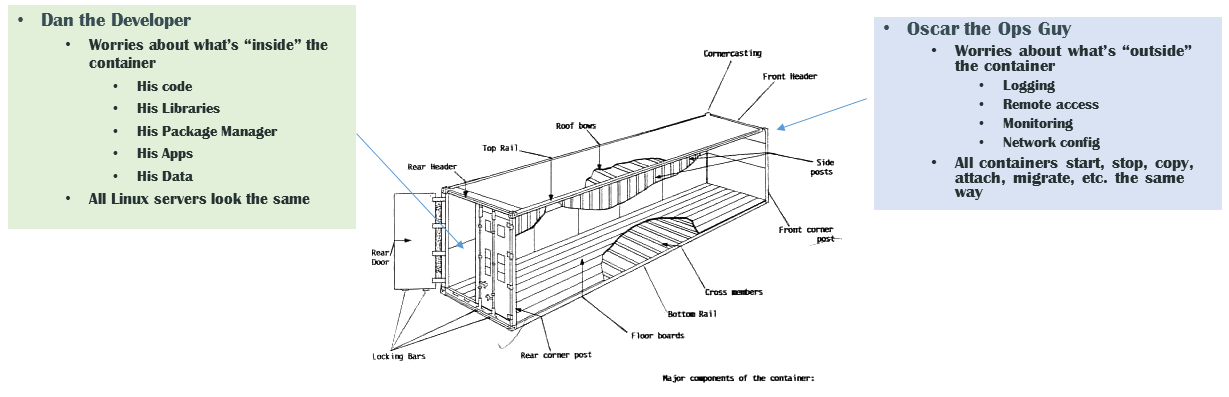 • Dan the Developer
• Worries about what's “inside” the
container
• His code
• His Libraries
• His Package Manager
• His Apps
• His Data
• All Linux servers look the same
Cornercasting
Front Header
Roof bows
Top Rail
Rear Header
Side
posts
Front corner
post
Rear
Door
Cross members
Bottom Rail
Floor boards
Rear corner post
Locking Bars
Major components of the container:
• Oscar the Ops Guy
• Worries about what's “outside”
the container
• Logging
• Remote access
• Monitoring
• Network config
• All containers start, stop, copy,
attach, migrate, etc. the same
way